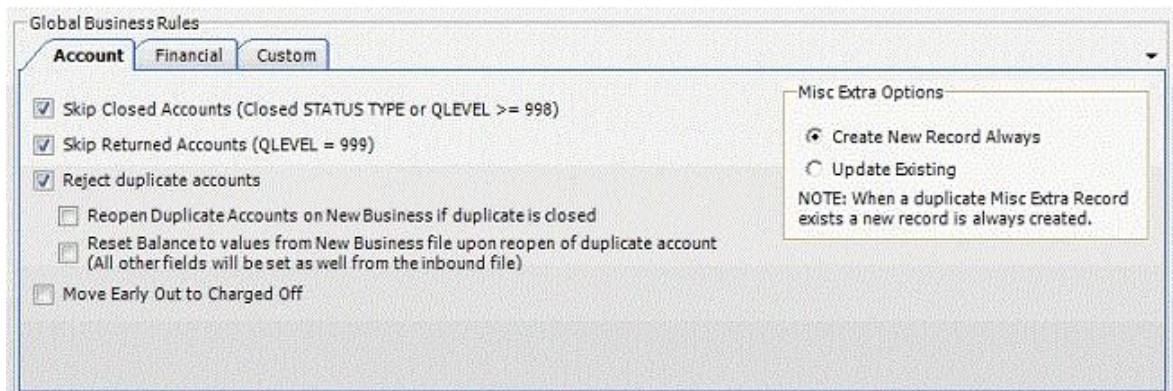 Global Business Rules
Account Financial Custom
Skip Closed Accounts (Closed STATUS TYPE or QLEVEL >= 998)
Skip Returned Accounts (QLEVEL = 999)
Reject duplicate accounts
Reopen Duplicate Accounts on New Business if duplicate is closed
Reset Balance to values from New Business file upon reopen of duplicate account
(All other fields will be set as well from the inbound file)
Move Early Out to Charged Off
Misc Extra Options
Create New Record Always
Update Existing
NOTE: When a duplicate Misc Extra Record
exists a new record is always created.